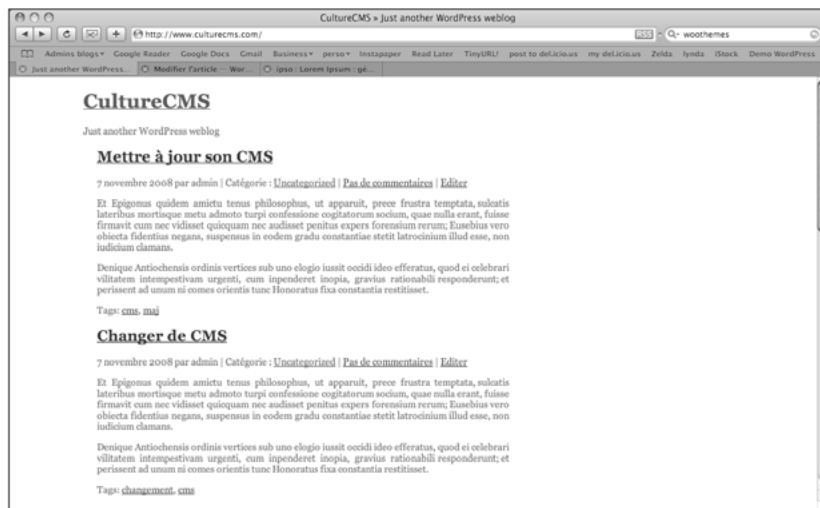 CultureCMS » Just another WordPress weblog
http://www.culturecms.com/
RSS
woothemes
Admins blogs Google Reader Google Docs Gmail Business perso Instapaper Read Later TinyURL! post to del.icio.us my del.icio.us Zelda lynda iStock Demo WordPress
Just another WordPress... Modifier l'article — Wor... ipso : Lorem Ipsum : gé...
CultureCMS
Just another WordPress weblog
Mettre à jour son CMS
7 novembre 2008 par admin | Catégorie : Uncategorized | Pas de commentaires | Editer
Et Epigonus quidem amictu tenus philosophus, ut apparuit, prece frustra temptata, sulcatis
lateribus mortisque metu admoto turpi confessione cogitatorum socium, quae nulla erant, fuisse
firmavit cum nec vidisset quicquam nec audisset penitus expers forensium rerum; Eusebius vero
obiecta fidentius negans, suspensus in eodem gradu constantiae stetit latrocinium illud esse, non
iudicium clamans.
Denique Antiochensis ordinis vertices sub uno elogio iussit occidi ideo efferatus, quod ei celebrari
vilitatem intempestivam urgenti, cum inpenderet inopia, gravius rationabili responderunt; et
perissent ad unum ni comes orientis tunc Honoratus fixa constantia restitisset.
Tags: cms, maj
Changer de CMS
7 novembre 2008 par admin | Catégorie : Uncategorized | Pas de commentaires | Editer
Et Epigonus quidem amictu tenus philosophus, ut apparuit, prece frustra temptata, sulcatis
lateribus mortisque metu admoto turpi confessione cogitatorum socium, quae nulla erant, fuisse
firmavit cum nec vidisset quicquam nec audisset penitus expers forensium rerum; Eusebius vero
obiecta fidentius negans, suspensus in eodem gradu constantiae stetit latrocinium illud esse, non
iudicium clamans.
Denique Antiochensis ordinis vertices sub uno elogio iussit occidi ideo efferatus, quod ei celebrari
vilitatem intempestivam urgenti, cum inpenderet inopia, gravius rationabili responderunt; et
perissent ad unum ni comes orientis tunc Honoratus fixa constantia restitisset.
Tags: changement, cms